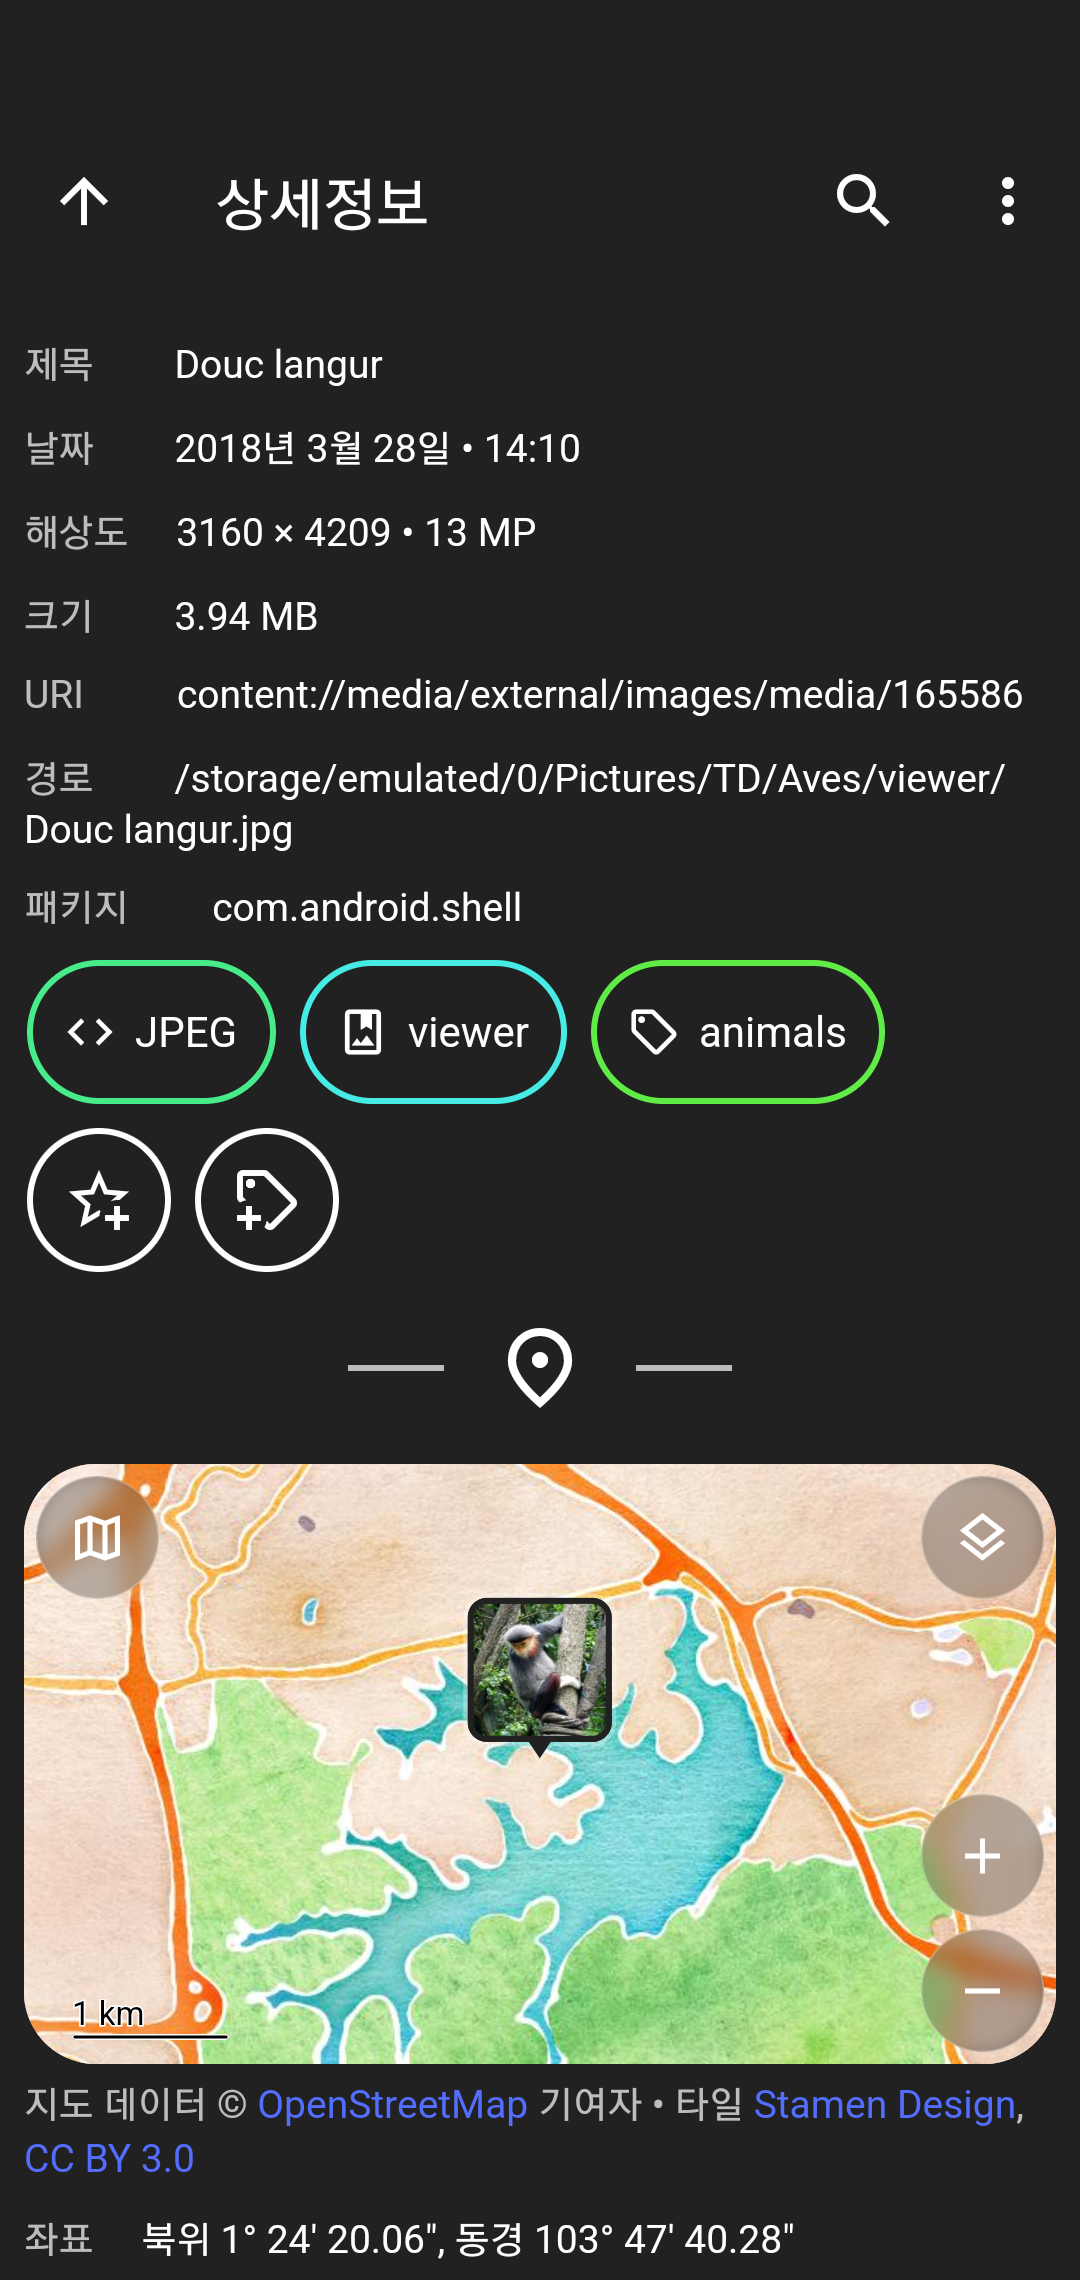 상세정보
제목 Douc langur
날짜 2018년 3월 28일 • 14:10
해상도 3160 × 4209 • 13 MP
크기 3.94 MB
URI content://media/external/images/media/165586
경로 /storage/emulated/0/Pictures/TD/Aves/viewer/
Douc langur.jpg
패키지 com.android.shell
JPEG viewer animals
1 km
지도 데이터 © OpenStreetMap 기여자 • 타일 Stamen Design,
CC BY 3.0
좌표 북위 1° 24' 20.06", 동경 103° 47' 40.28"